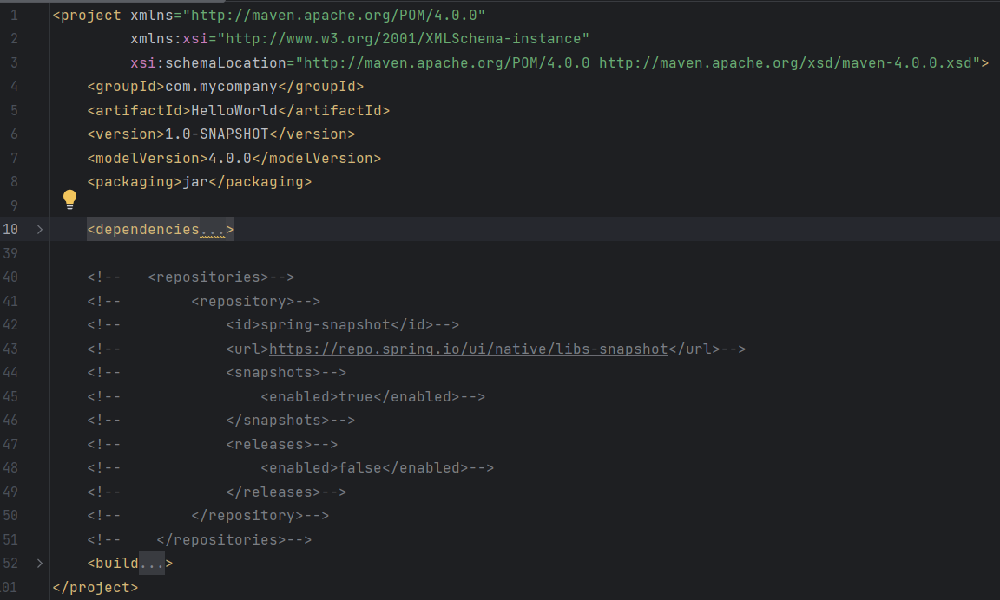 1 <project xmlns="http://maven.apache.org/POM/4.0.0"
2 xmlns:xsi="http://www.w3.org/2001/XMLSchema-instance"
3 xsi:schemaLocation="http://maven.apache.org/POM/4.0.0 http://maven.apache.org/xsd/maven-4.0.0.xsd">
4 <groupId>com.mycompany</groupId>
5 <artifactId>HelloWorld</artifactId>
6 <version>1.0-SNAPSHOT</version>
7 <modelVersion>4.0.0</modelVersion>
8 <packaging>jar</packaging>
9
10 <dependencies...>
39
40 <!--   <repositories>-->
41 <!--        <repository>-->
42 <!--            <id>spring-snapshot</id>-->
43 <!--            <url>https://repo.spring.io/ui/native/libs-snapshot</url>-->
44 <!--            <snapshots>-->
45 <!--                <enabled>true</enabled>-->
46 <!--            </snapshots>-->
47 <!--            <releases>-->
48 <!--                <enabled>false</enabled>-->
49 <!--            </releases>-->
50 <!--        </repository>-->
51 <!--    </repositories>-->
52 <build...>
01 </project>